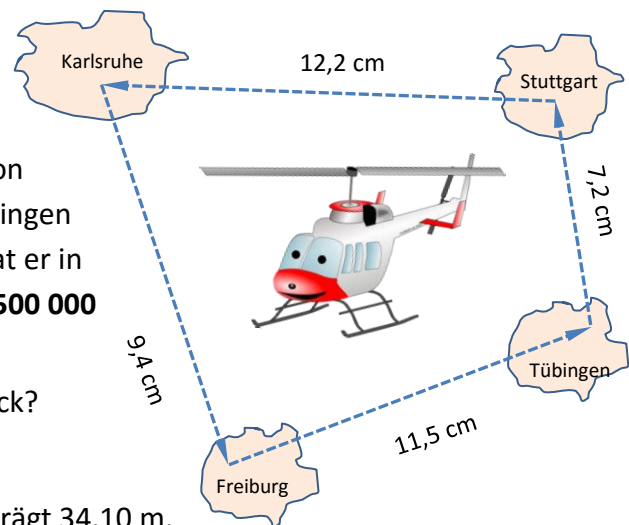 Karlsruhe
12,2 cm
Stuttgart
on
ingen
7,2 cm
at er in
500 000
9,4 cm
Tübingen
ck?
11,5 cm
Freiburg
rägt 34,10 m.